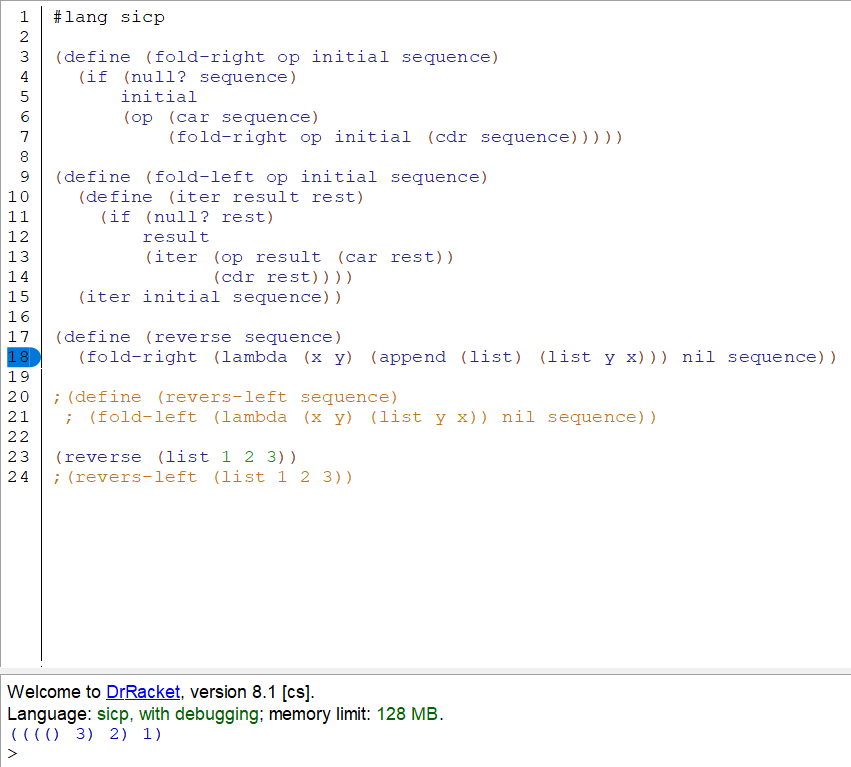 1 #lang sicp
2
3 (define (fold-right op initial sequence)
4   (if (null? sequence)
5       initial
6       (op (car sequence)
7           (fold-right op initial (cdr sequence)))))
8
9 (define (fold-left op initial sequence)
10   (define (iter result rest)
11     (if (null? rest)
12         result
13         (iter (op result (car rest))
14               (cdr rest))))
15   (iter initial sequence))
16
17 (define (reverse sequence)
18   (fold-right (lambda (x y) (append (list) (list y x))) nil sequence))
19
20 ;(define (revers-left sequence)
21  ; (fold-left (lambda (x y) (list y x)) nil sequence))
22
23 (reverse (list 1 2 3))
24 ;(revers-left (list 1 2 3))
Welcome to DrRacket, version 8.1 [cs].
Language: sicp, with debugging; memory limit: 128 MB.
(((() 3) 2) 1)
>